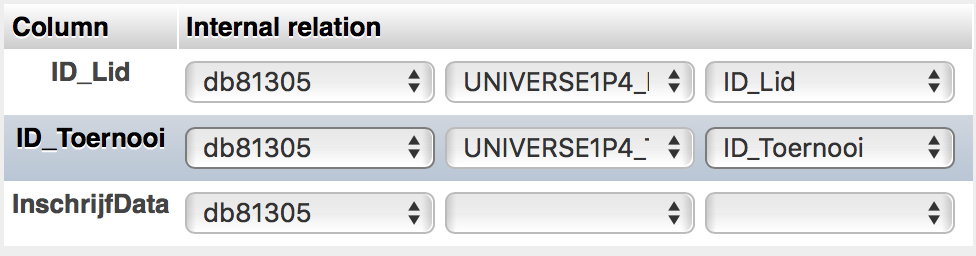 Column Internal relation
ID_Lid db81305 UNIVERSE1P4_ ID_Lid
ID_Toernooi db81305 UNIVERSE1P4_ ID_Toernooi
InschrijfData db81305